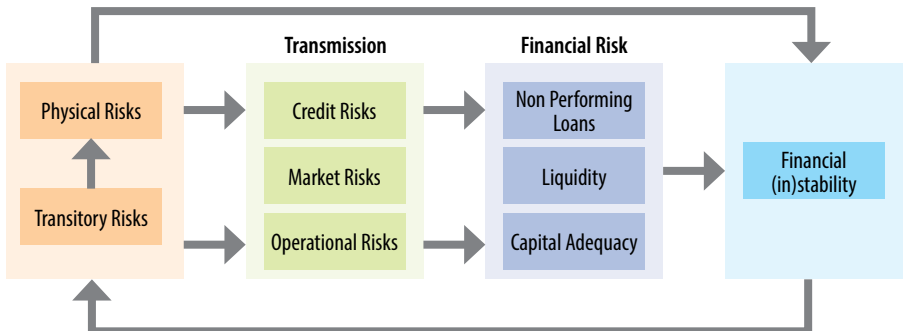 Transmission
Financial Risk
Physical Risks
Transitory Risks
Credit Risks
Market Risks
Operational Risks
Non Performing
Loans
Liquidity
Capital Adequacy
Financial
(in)stability